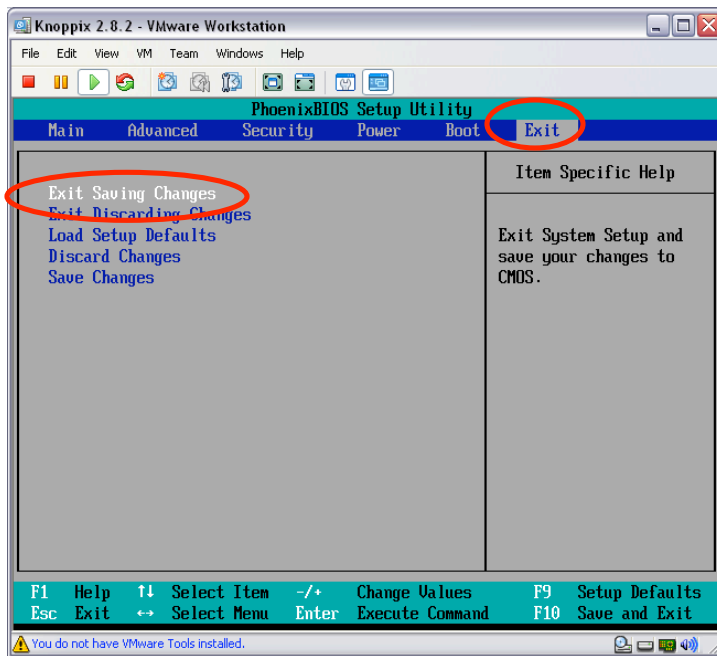 Knoppix 2.8.2 - VMware Workstation
File Edit View VM Team Windows Help
PhoenixBIOS Setup Utility
Main Advanced Security Power Boot Exit
Item Specific Help
Exit Saving Changes
Exit Discarding Changes
Load Setup Defaults
Discard Changes
Save Changes
Exit System Setup and
save your changes to
CMOS.
F1 Help ↑↓ Select Item -/+ Change Values F9 Setup Defaults
Esc Exit ↔ Select Menu Enter Execute Command F10 Save and Exit
You do not have VMware Tools installed.